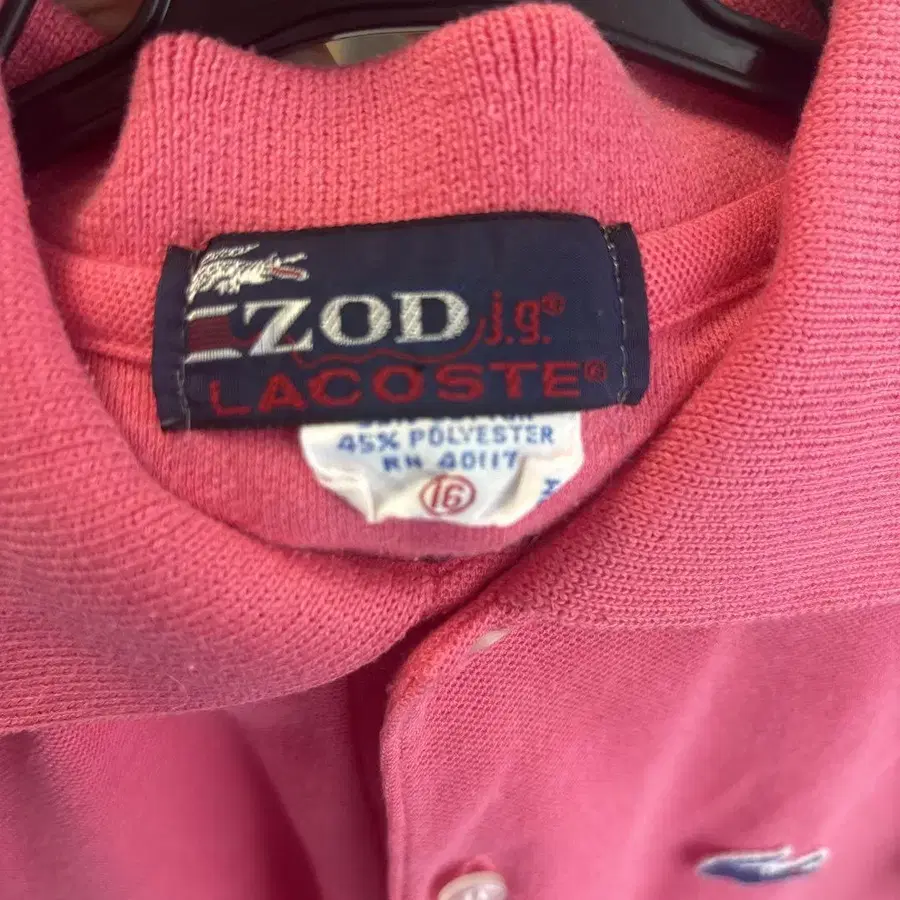 IZOD j.g.®
LACOSTE®
45% POLYESTER
RN 40117
16